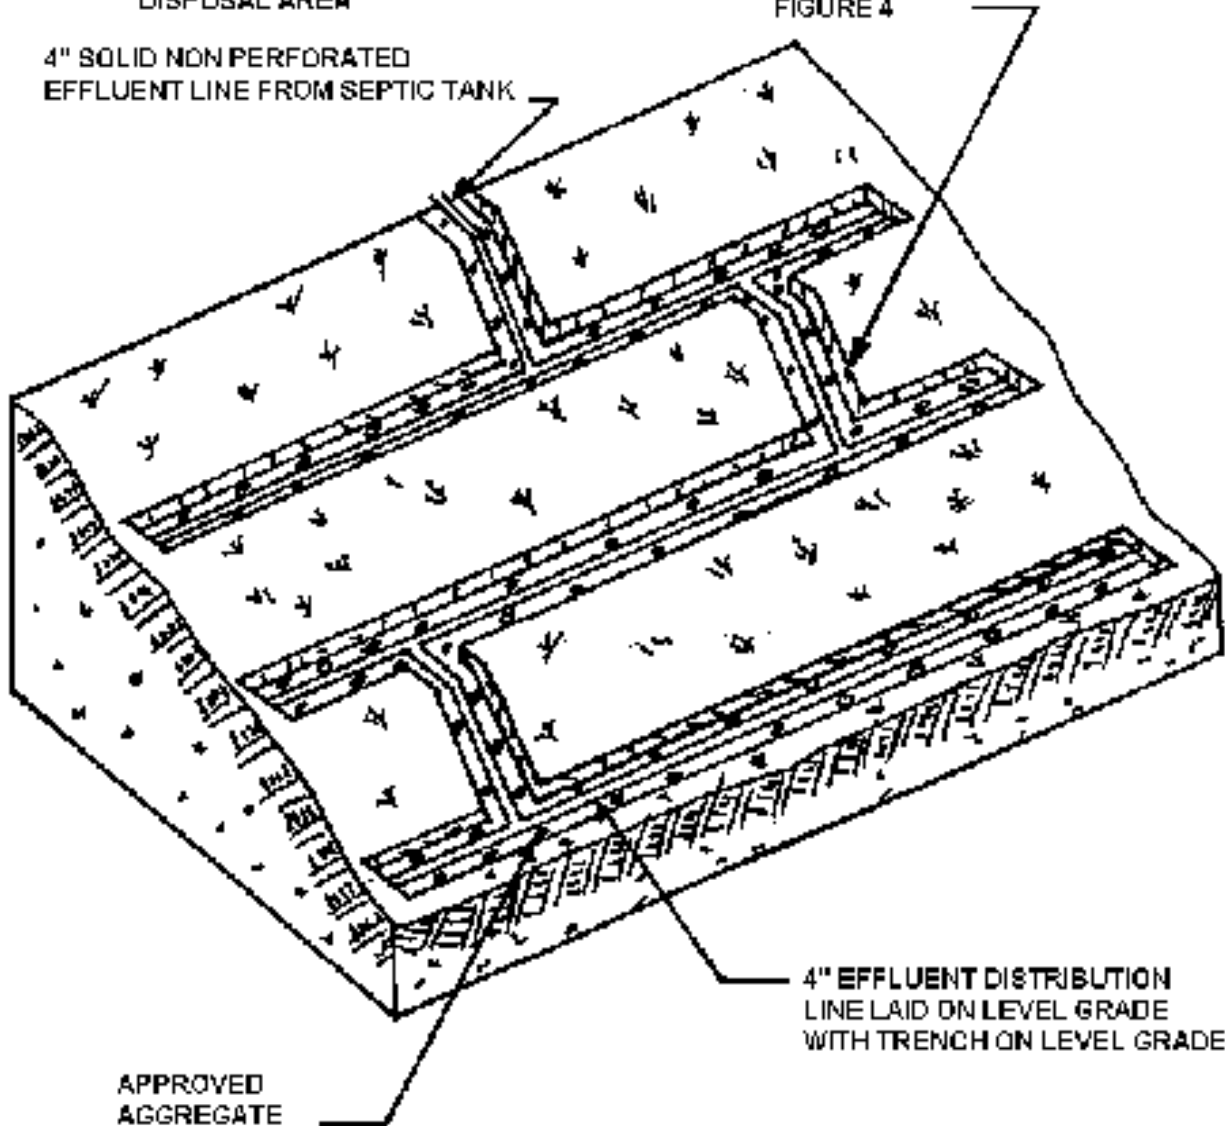 DISPOSAL AREA
FIGURE 4
4" SOLID NON PERFORATED
EFFLUENT LINE FROM SEPTIC TANK
4" EFFLUENT DISTRIBUTION
LINE LAID ON LEVEL GRADE
WITH TRENCH ON LEVEL GRADE
APPROVED
AGGREGATE